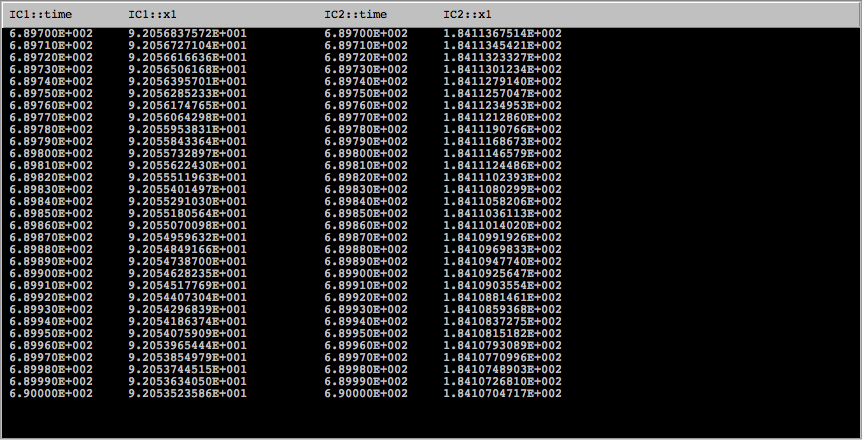 IC1::time IC1::x1 IC2::time IC2::x1
6.89700E+002 9.2056837572E+001 6.89700E+002 1.8411367514E+002
6.89710E+002 9.2056727104E+001 6.89710E+002 1.8411345421E+002
6.89720E+002 9.2056616636E+001 6.89720E+002 1.8411323327E+002
6.89730E+002 9.2056506168E+001 6.89730E+002 1.8411301234E+002
6.89740E+002 9.2056395701E+001 6.89740E+002 1.8411279140E+002
6.89750E+002 9.2056285233E+001 6.89750E+002 1.8411257047E+002
6.89760E+002 9.2056174765E+001 6.89760E+002 1.8411234953E+002
6.89770E+002 9.2056064298E+001 6.89770E+002 1.8411212860E+002
6.89780E+002 9.2055953831E+001 6.89780E+002 1.8411190766E+002
6.89790E+002 9.2055843364E+001 6.89790E+002 1.8411168673E+002
6.89800E+002 9.2055732897E+001 6.89800E+002 1.8411146579E+002
6.89810E+002 9.2055622430E+001 6.89810E+002 1.8411124486E+002
6.89820E+002 9.2055511963E+001 6.89820E+002 1.8411102393E+002
6.89830E+002 9.2055401497E+001 6.89830E+002 1.8411080299E+002
6.89840E+002 9.2055291030E+001 6.89840E+002 1.8411058206E+002
6.89850E+002 9.2055180564E+001 6.89850E+002 1.8411036113E+002
6.89860E+002 9.2055070098E+001 6.89860E+002 1.8411014020E+002
6.89870E+002 9.2054959632E+001 6.89870E+002 1.8410991926E+002
6.89880E+002 9.2054849166E+001 6.89880E+002 1.8410969833E+002
6.89890E+002 9.2054738700E+001 6.89890E+002 1.8410947740E+002
6.89900E+002 9.2054628235E+001 6.89900E+002 1.8410925647E+002
6.89910E+002 9.2054517769E+001 6.89910E+002 1.8410903554E+002
6.89920E+002 9.2054407304E+001 6.89920E+002 1.8410881461E+002
6.89930E+002 9.2054296839E+001 6.89930E+002 1.8410859368E+002
6.89940E+002 9.2054186374E+001 6.89940E+002 1.8410837275E+002
6.89950E+002 9.2054075909E+001 6.89950E+002 1.8410815182E+002
6.89960E+002 9.2053965444E+001 6.89960E+002 1.8410793089E+002
6.89970E+002 9.2053854979E+001 6.89970E+002 1.8410770996E+002
6.89980E+002 9.2053744515E+001 6.89980E+002 1.8410748903E+002
6.89990E+002 9.2053634050E+001 6.89990E+002 1.8410726810E+002
6.90000E+002 9.2053523586E+001 6.90000E+002 1.8410704717E+002